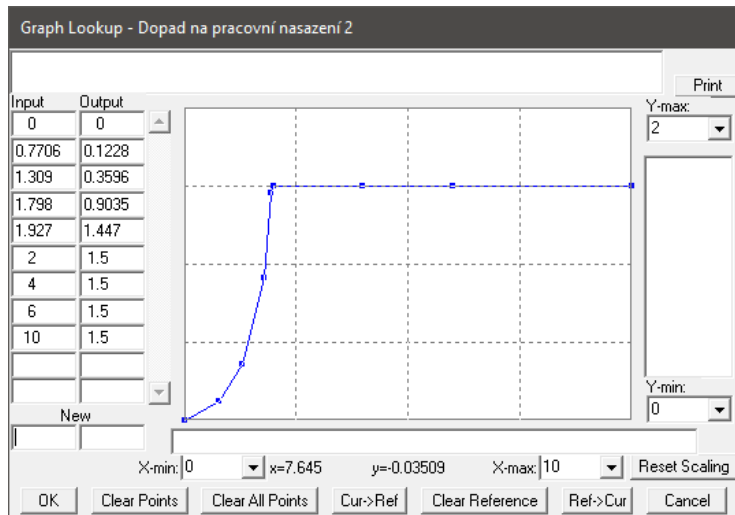 Graph Lookup - Dopad na pracovní nasazení 2
Print
Input Output
0 0
0.7706 0.1228
1.309 0.3596
1.798 0.9035
1.927 1.447
2 1.5
4 1.5
6 1.5
10 1.5
New
Y-max:
2
Y-min:
0
X-min: 0 x=7.645 y=-0.03509 X-max: 10 Reset Scaling
OK Clear Points Clear All Points Cur->Ref Clear Reference Ref->Cur Cancel